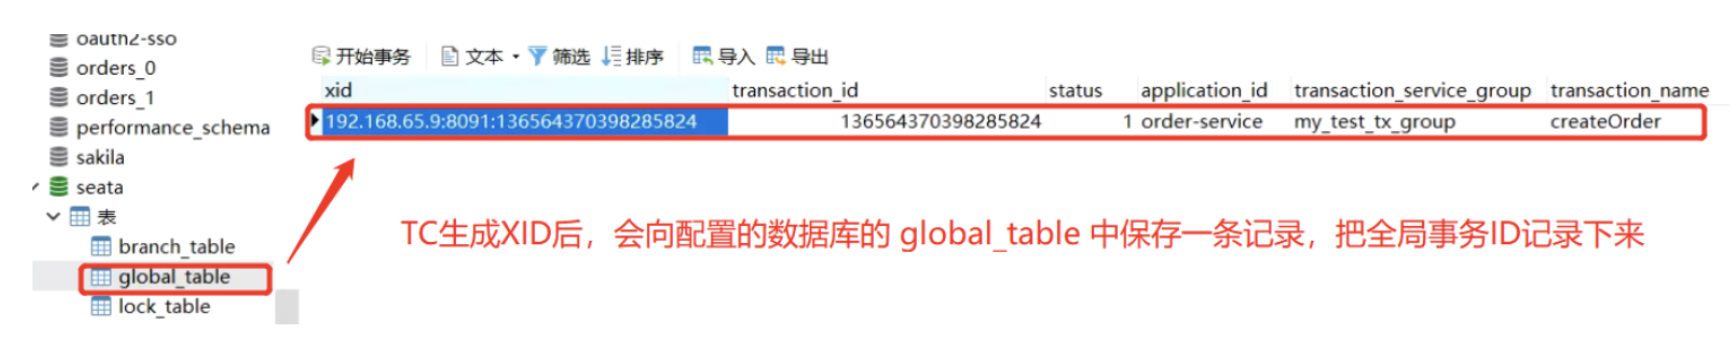 oauth2-sso
orders_0
orders_1
performance_schema
sakila
seata
表
branch_table
global_table
lock_table
开始事务 文本 筛选 排序 导入 导出
xid transaction_id status application_id transaction_service_group transaction_name
192.168.65.9:8091:136564370398285824 136564370398285824 1 order-service my_test_tx_group createOrder
TC生成XID后，会向配置的数据库的 global_table 中保存一条记录，把全局事务ID记录下来